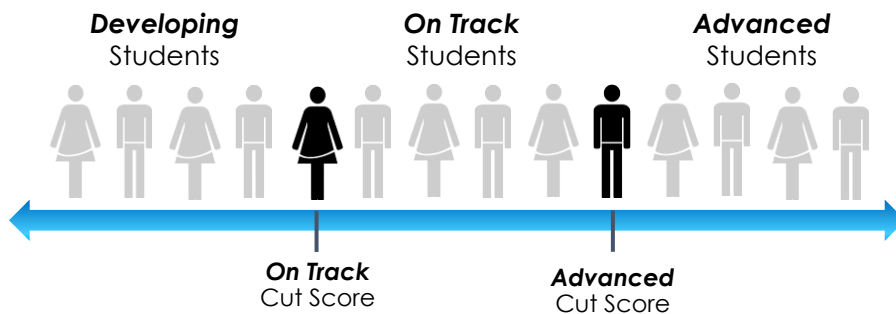 Developing
Students
On Track
Students
Advanced
Students
On Track
Cut Score
Advanced
Cut Score